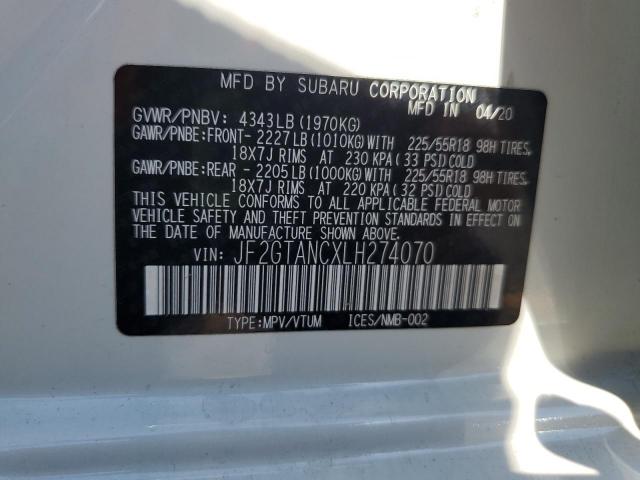 MFD BY SUBARU CORPORATION
MFD IN 04/20
GVWR/PNBV: 4343LB (1970KG)
GAWR/PNBE:FRONT- 2227LB(1010KG)WITH 225/55R18 98H TIRES,
18X7J RIMS AT 230 KPA(33 PSI)COLD
GAWR/PNBE:REAR - 2205LB(1000KG)WITH 225/55R18 98H TIRES,
18X7J RIMS AT 220 KPA(32 PSI)COLD
THIS VEHICLE CONFORMS TO ALL APPLICABLE FEDERAL MOTOR
VEHICLE SAFETY AND THEFT PREVENTION STANDARDS IN EFFECT ON
THE DATE OF MANUFACTURE SHOWN ABOVE.
VIN: JF2GTANCXLH274070
TYPE:MPV/VTUM ICES/NMB-002